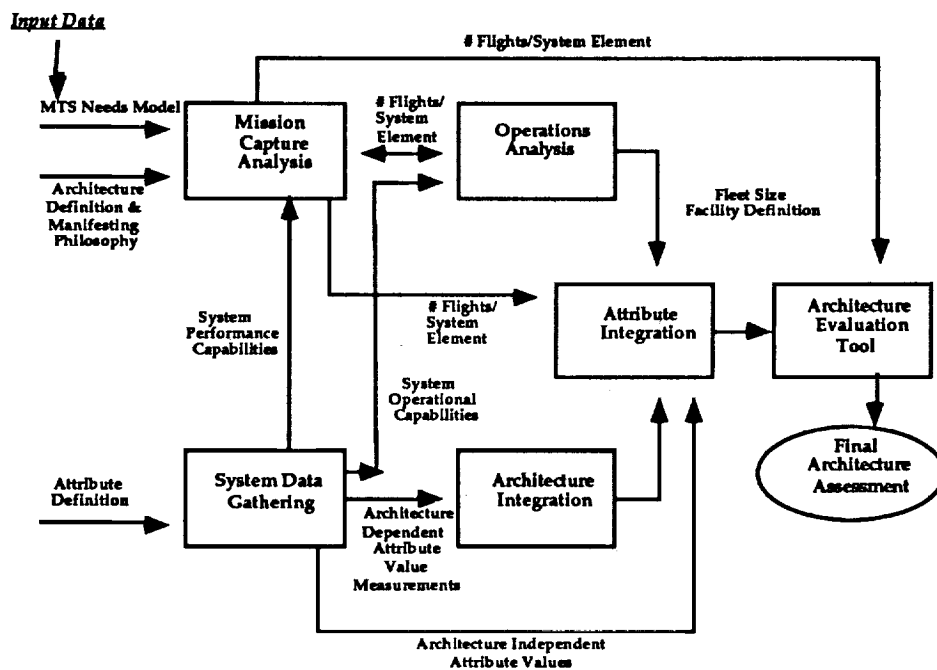 Input Data
# Flights/System Element
MTS Needs Model
Mission
Capture
Analysis
# Flights/
System
Element
Operations
Analysis
Architecture
Definition &
Manifesting
Philosophy
Fleet Size
Facility Definition
System
Performance
Capabilities
# Flights/
System
Element
Attribute
Integration
Architecture
Evaluation
Tool
System
Operational
Capabilities
Final
Architecture
Assessment
Attribute
Definition
System Data
Gathering
Architecture
Integration
Architecture
Dependent
Attribute
Value
Measurements
Architecture Independent
Attribute Values